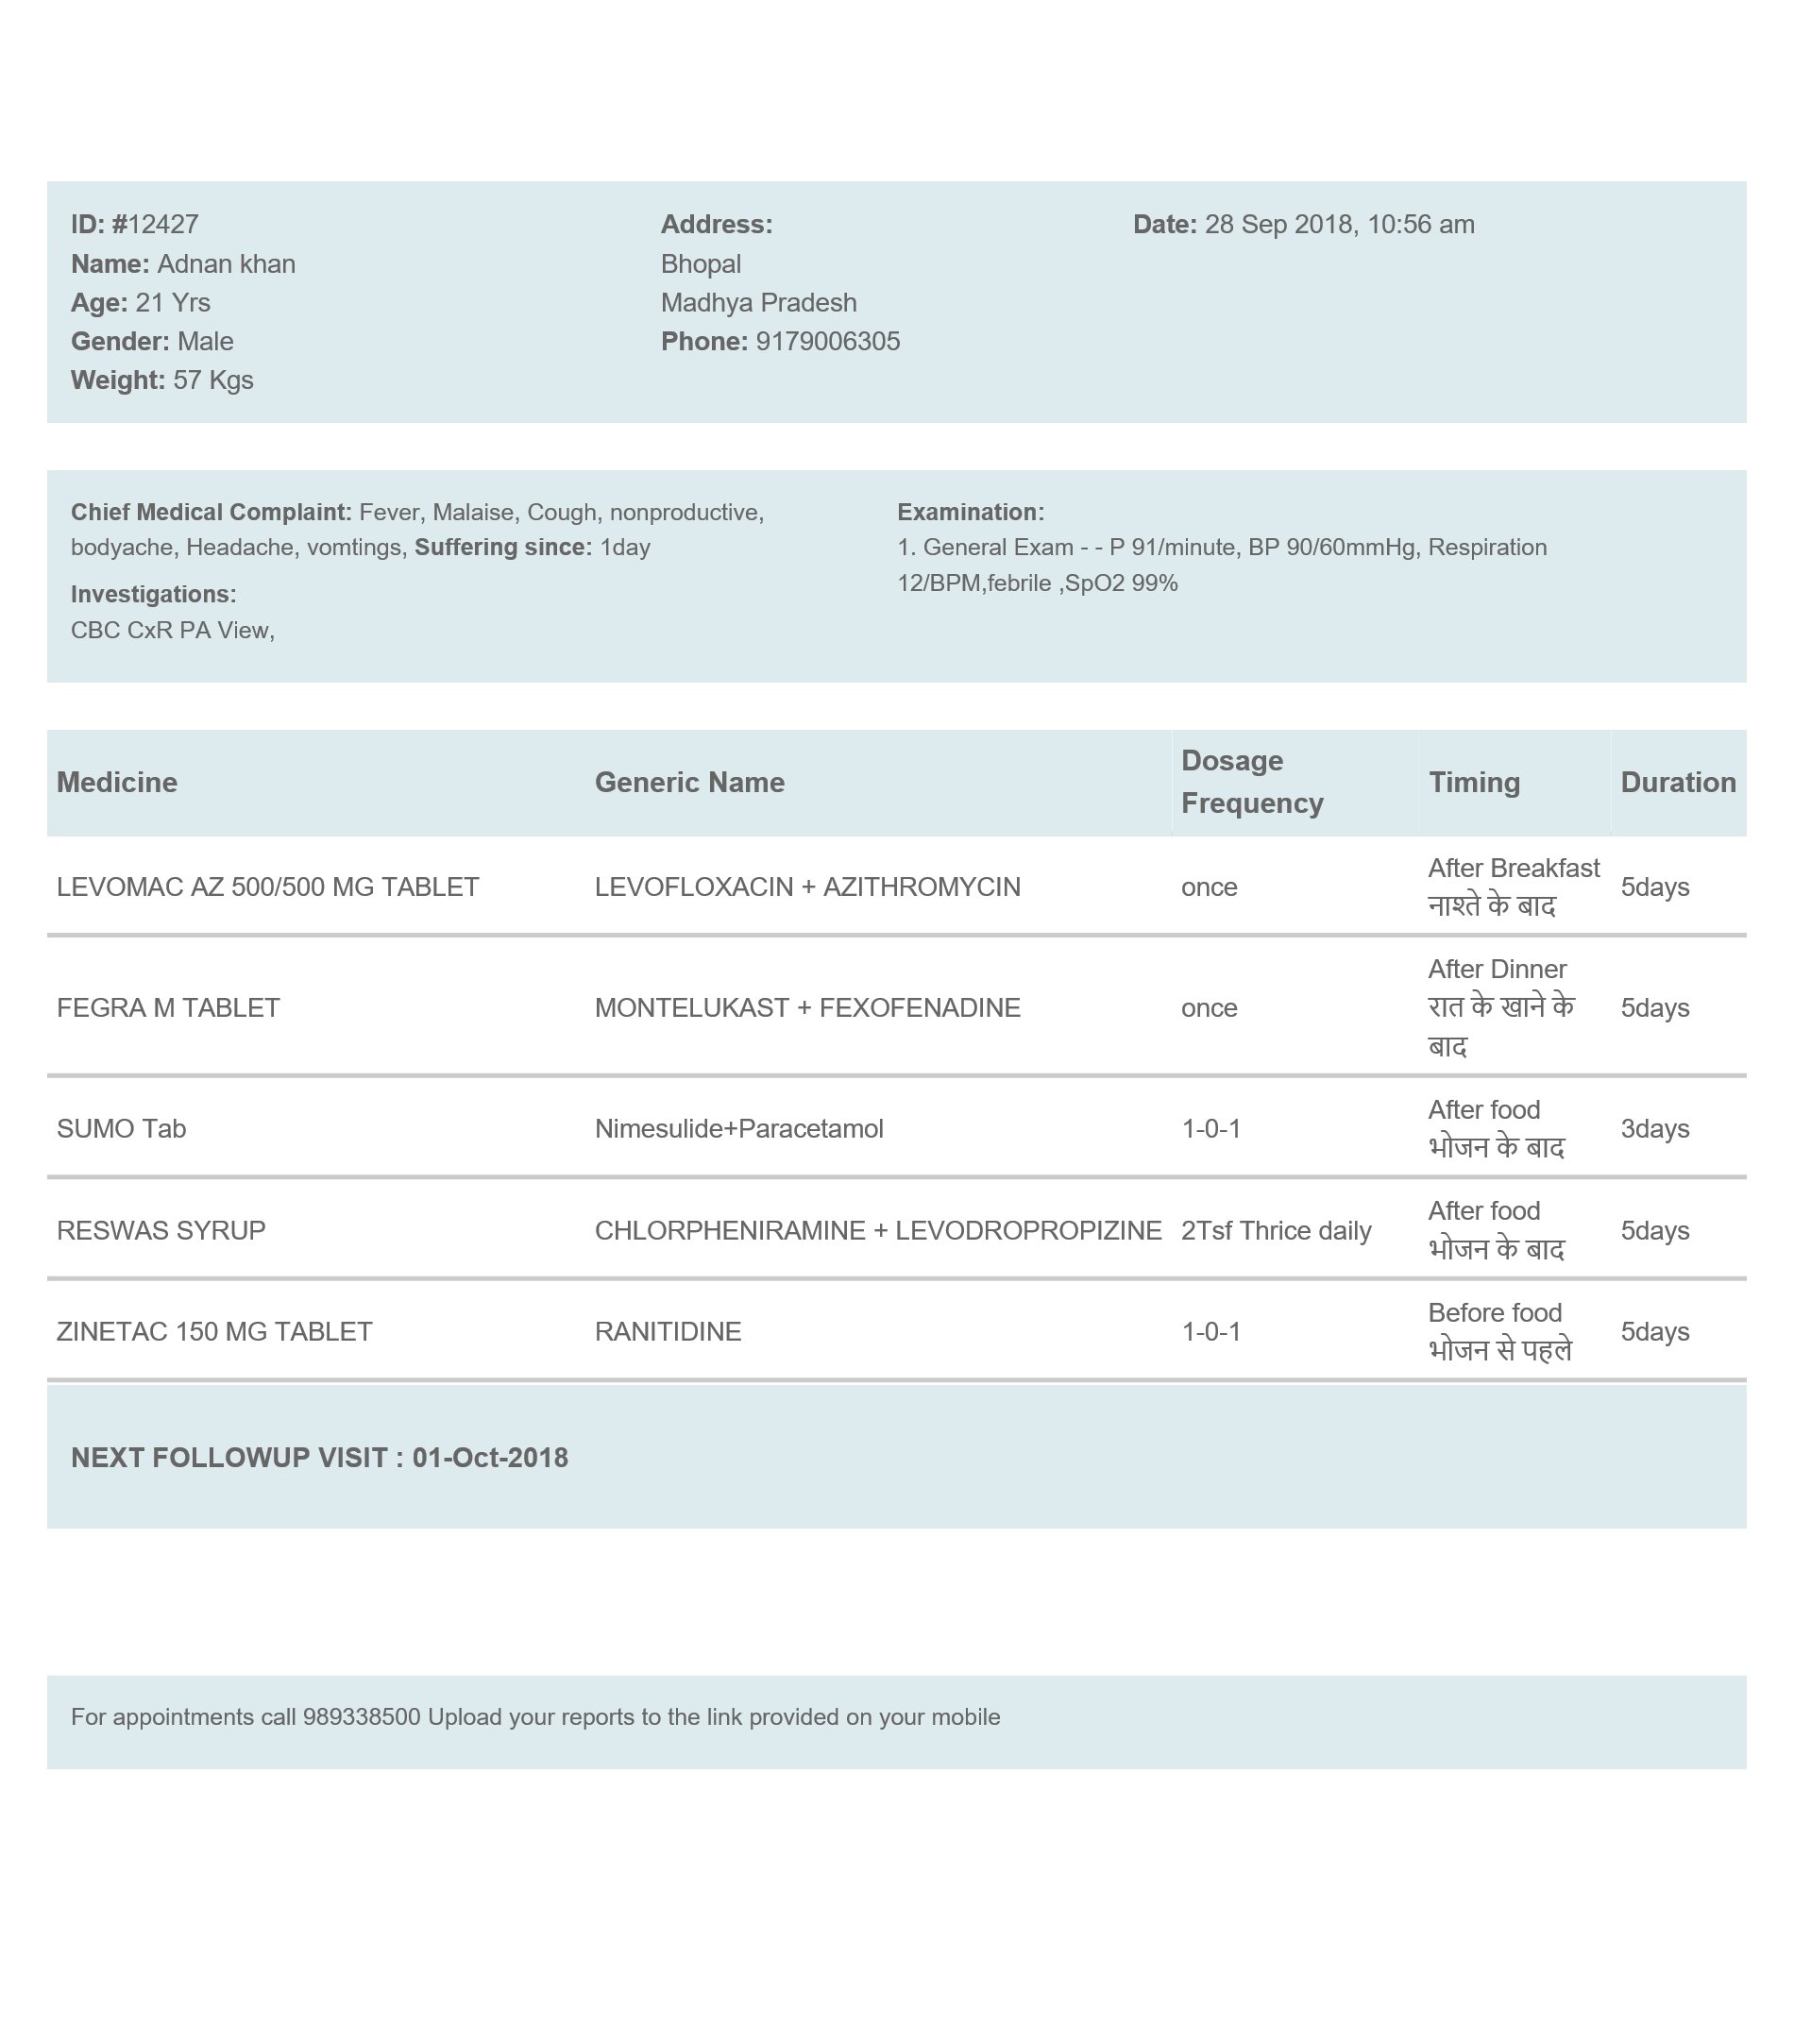 ID: #12427
Name: Adnan khan
Age: 21 Yrs
Gender: Male
Weight: 57 Kgs
Address:
Bhopal
Madhya Pradesh
Phone: 9179006305
Date: 28 Sep 2018, 10:56 am
Chief Medical Complaint: Fever, Malaise, Cough, nonproductive,
bodyache, Headache, vomtings, Suffering since: 1day
Investigations:
CBC CxR PA View,
Examination:
1. General Exam - - P 91/minute, BP 90/60mmHg, Respiration
12/BPM,febrile ,SpO2 99%
Medicine Generic Name Dosage Frequency Timing Duration
LEVOMAC AZ 500/500 MG TABLET LEVOFLOXACIN + AZITHROMYCIN once After Breakfast 5days
नाश्ते के बाद
FEGRA M TABLET MONTELUKAST + FEXOFENADINE once After Dinner 5days
रात के खाने के
बाद
SUMO Tab Nimesulide+Paracetamol 1-0-1 After food 3days
भोजन के बाद
RESWAS SYRUP CHLORPHENIRAMINE + LEVODROPROPIZINE 2Tsf Thrice daily After food 5days
भोजन के बाद
ZINETAC 150 MG TABLET RANITIDINE 1-0-1 Before food 5days
भोजन से पहले
NEXT FOLLOWUP VISIT : 01-Oct-2018
For appointments call 989338500 Upload your reports to the link provided on your mobile